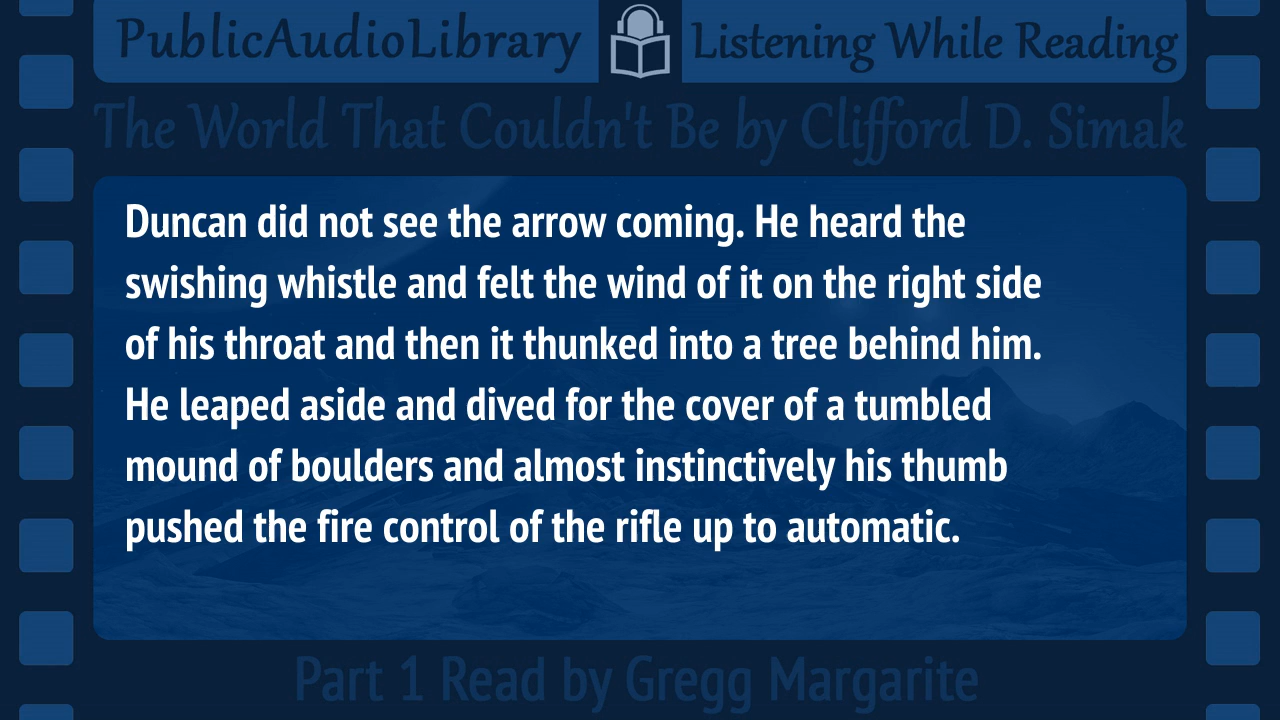 PublicAudioLibrary Listening While Reading
The World That Couldn't Be by Clifford D. Simak
Duncan did not see the arrow coming. He heard the
swishing whistle and felt the wind of it on the right side
of his throat and then it thunked into a tree behind him.
He leaped aside and dived for the cover of a tumbled
mound of boulders and almost instinctively his thumb
pushed the fire control of the rifle up to automatic.
Part 1 Read by Gregg Margarite